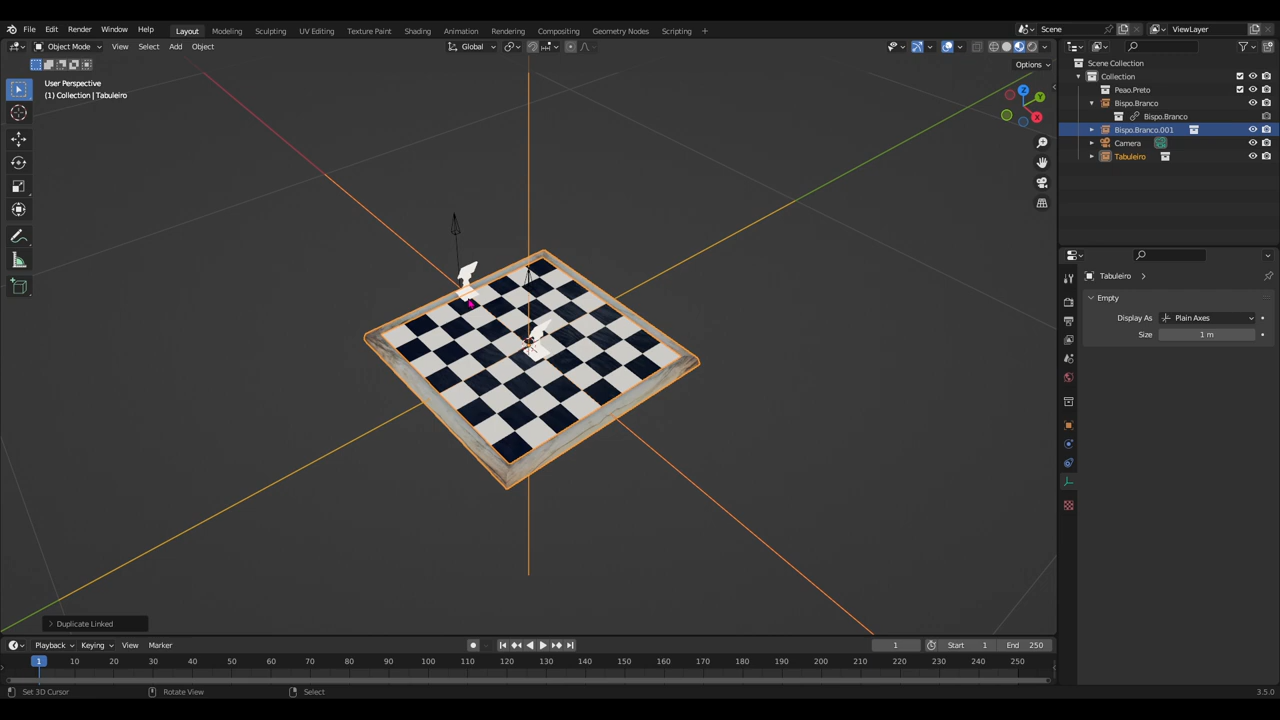 File Edit Render Window Help Layout Modeling Sculpting UV Editing Texture Paint Shading Animation Rendering Compositing Geometry Nodes Scripting + Scene ViewLayer
Object Mode View Select Add Object Global
Options
User Perspective
(1) Collection | Tabuleiro
Z
Y
X
Scene Collection
Collection
Peao.Preto
Bispo.Branco
Bispo.Branco
Bispo.Branco.001
Camera
Tabuleiro
Tabuleiro
Empty
Display As Plain Axes
Size 1 m
Duplicate Linked
Playback Keying View Marker 1 Start 1 End 250
1 10 20 30 40 50 60 70 80 90 100 110 120 130 140 150 160 170 180 190 200 210 220 230 240 250
Set 3D Cursor Rotate View Select 3.5.0